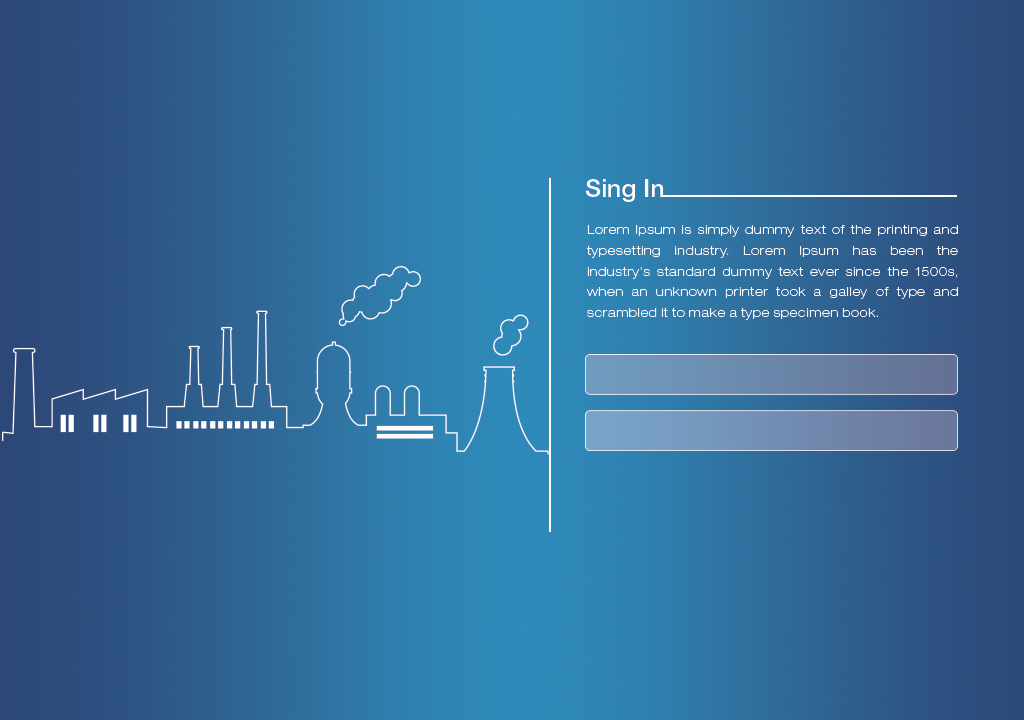 Sing In
Lorem Ipsum is simply dummy text of the printing and
typesetting industry. Lorem Ipsum has been the
industry's standard dummy text ever since the 1500s,
when an unknown printer took a galley of type and
scrambled it to make a type specimen book.